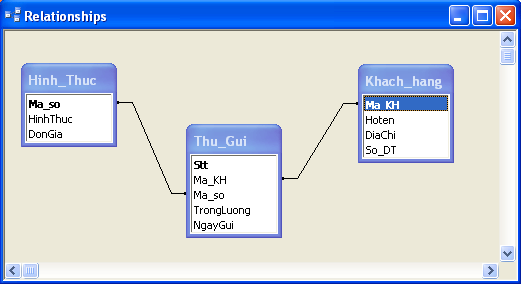 Relationships
Hinh_Thuc
Ma_so
HinhThuc
DonGia
Thu_Gui
Stt
Ma_KH
Ma_so
TrongLuong
NgayGui
Khach_hang
Ma_KH
Hoten
DiaChi
So_DT